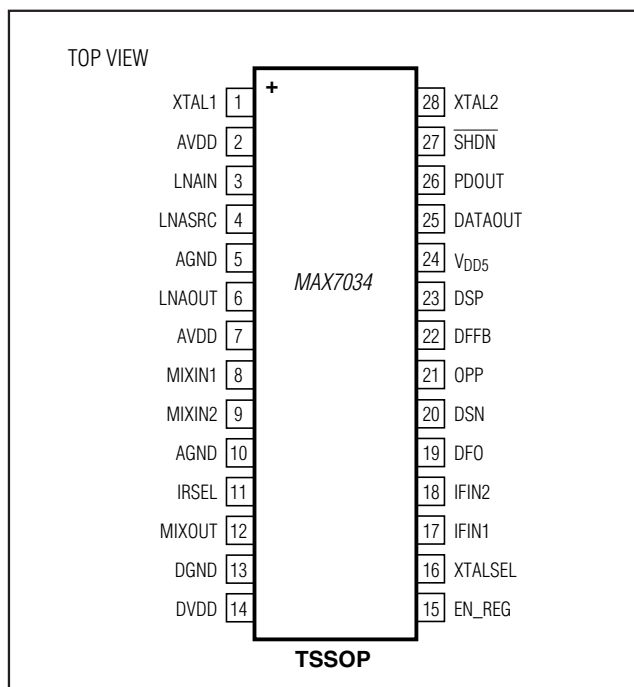 TOP VIEW
+
XTAL1 1
28 XTAL2
AVDD 2
27 SHDN
LNAIN 3
26 PDOUT
LNASRC 4
25 DATAOUT
AGND 5
24 VDD5
MAX7034
LNAOUT 6
23 DSP
AVDD 7
22 DFFB
MIXIN1 8
21 OPP
MIXIN2 9
20 DSN
AGND 10
19 DFO
IRSEL 11
18 IFIN2
MIXOUT 12
17 IFIN1
DGND 13
16 XTALSEL
DVDD 14
15 EN_REG
TSSOP